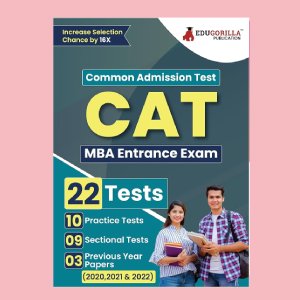 Increase Selection
Chance by 16X
EDUGORILLA
PUBLICATION
Common Admission Test
CAT
MBA Entrance Exam
22 Tests
10 Practice Tests
09 Sectional Tests
03 Previous Year
Papers
(2020,2021 & 2022)